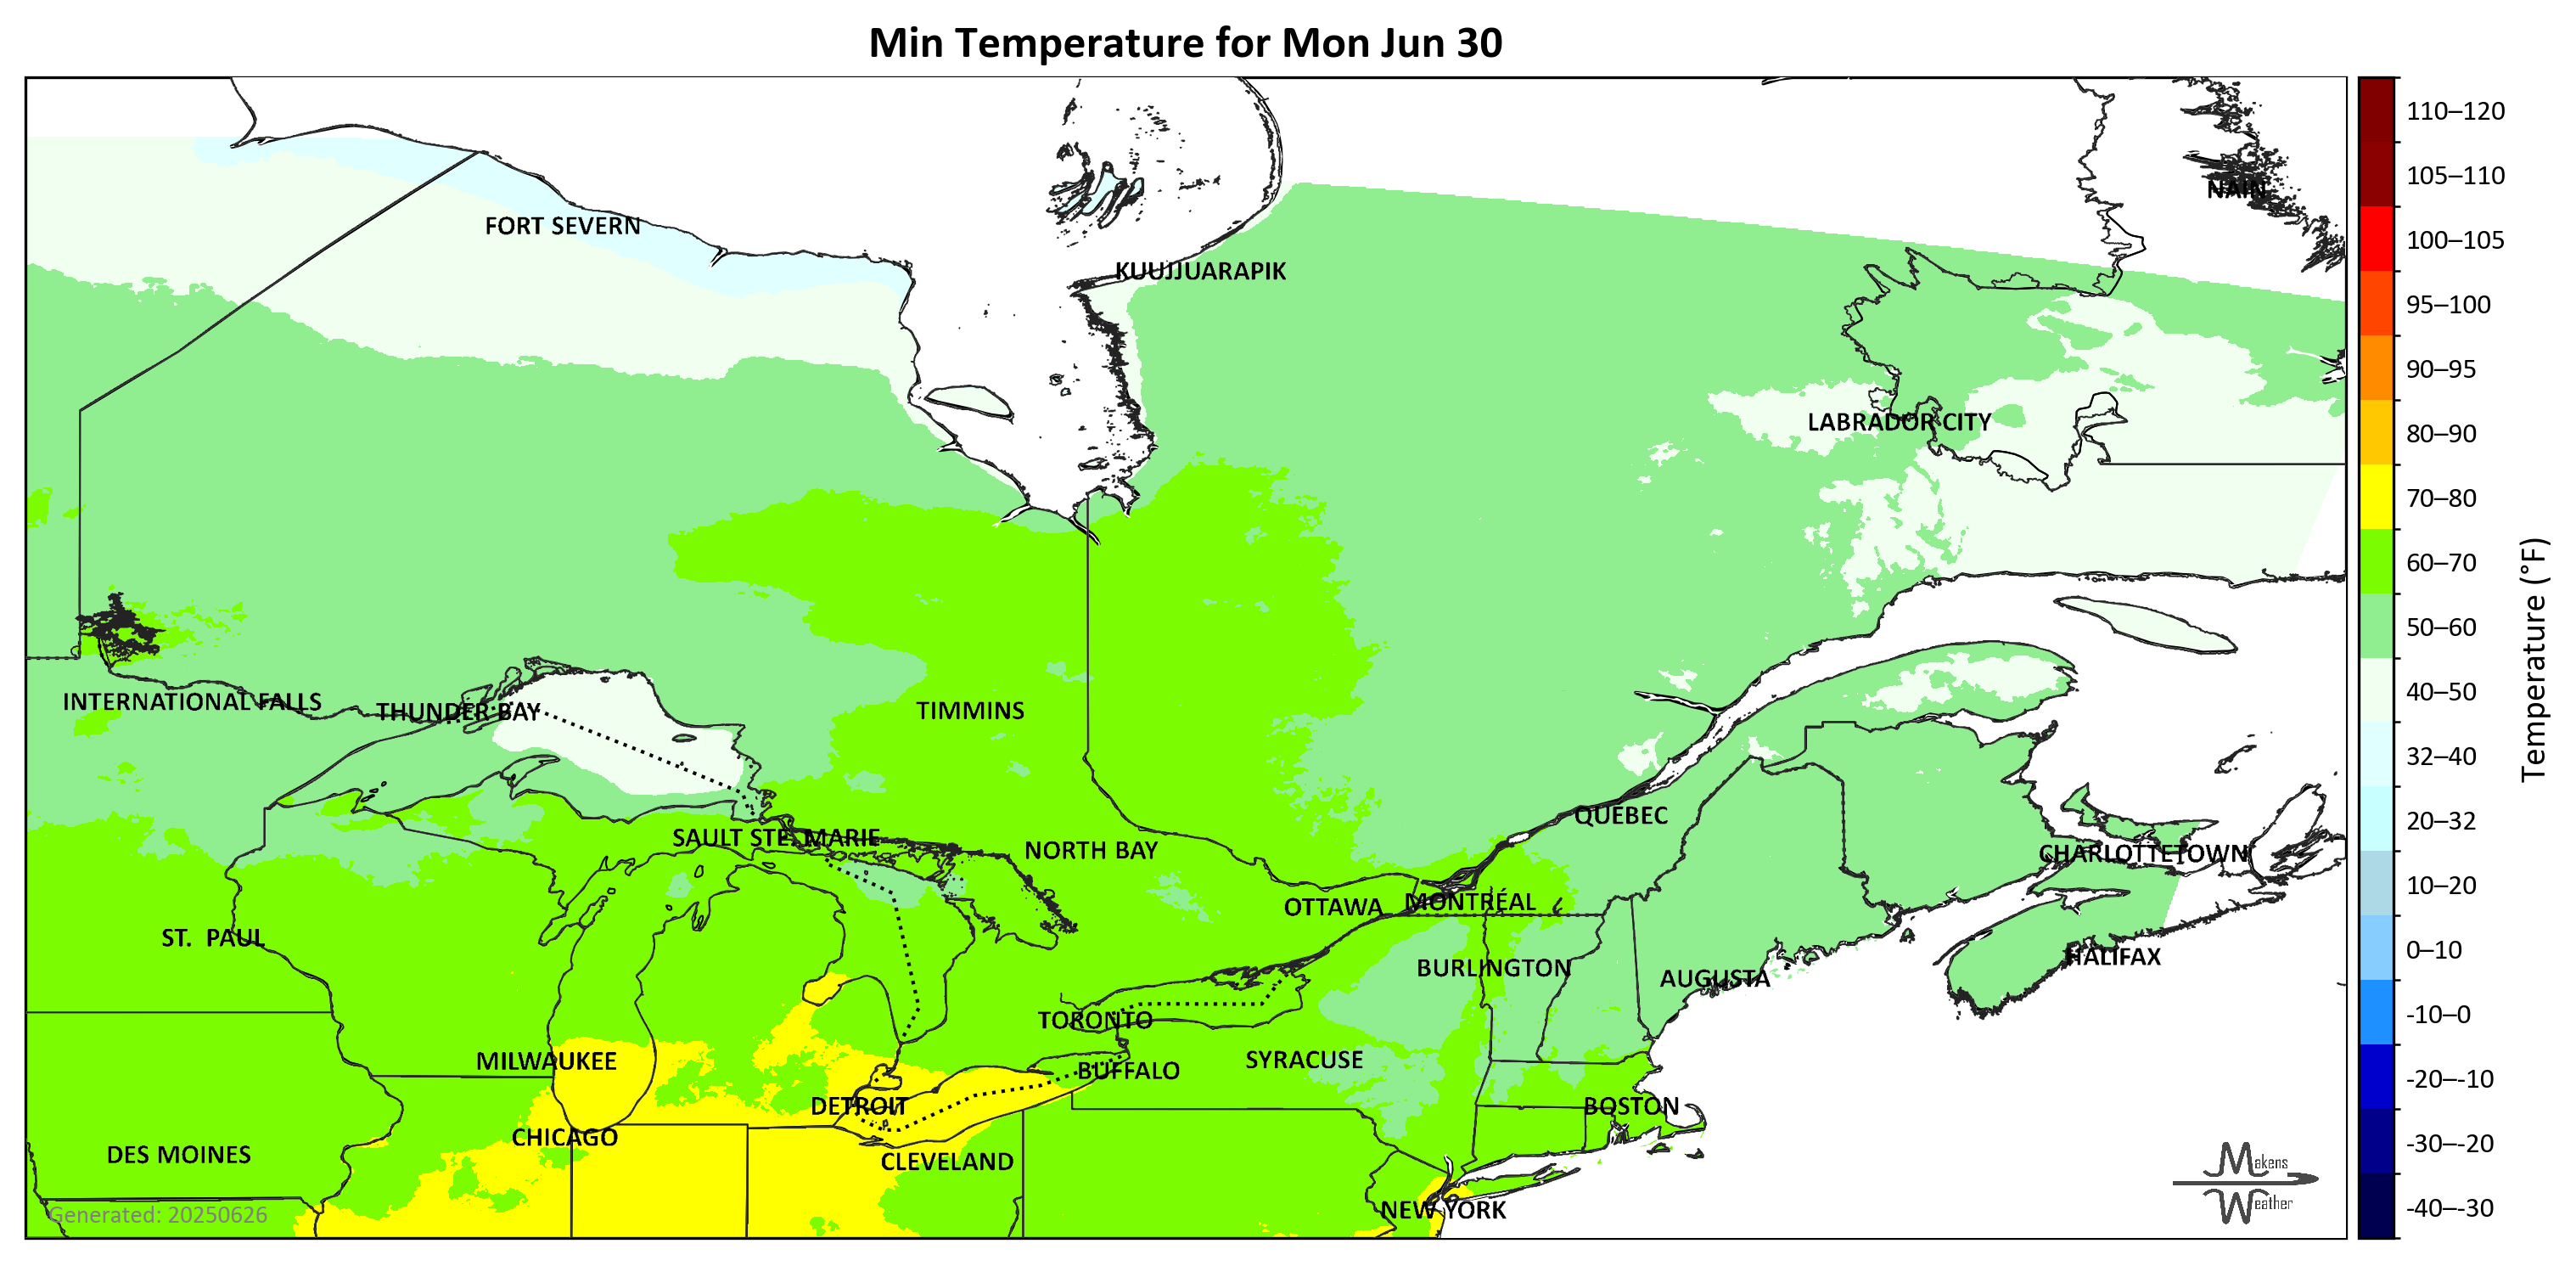 Min Temperature for Mon Jun 30
110–120
105–110
NAIN
100–105
FORT SEVERN
KUUJJUARAPIK
95–100
90–95
LABRADOR CITY
80–90
70–80
60–70
50–60
Temperature (°F)
INTERNATIONAL FALLS
THUNDER BAY
TIMMINS
40–50
32–40
QUÉBEC
20–32
SAULT STE. MARIE
NORTH BAY
CHARLOTTETOWN
10–20
OTTAWA
MONTRÉAL
ST. PAUL
0–10
HALIFAX
BURLINGTON
AUGUSTA
-10–0
TORONTO
MILWAUKEE
SYRACUSE
BUFFALO
-20–-10
DETROIT
BOSTON
CHICAGO
-30–-20
DES MOINES
CLEVELAND
Makens
Weather
NEW YORK
-40–-30
Generated: 20250626